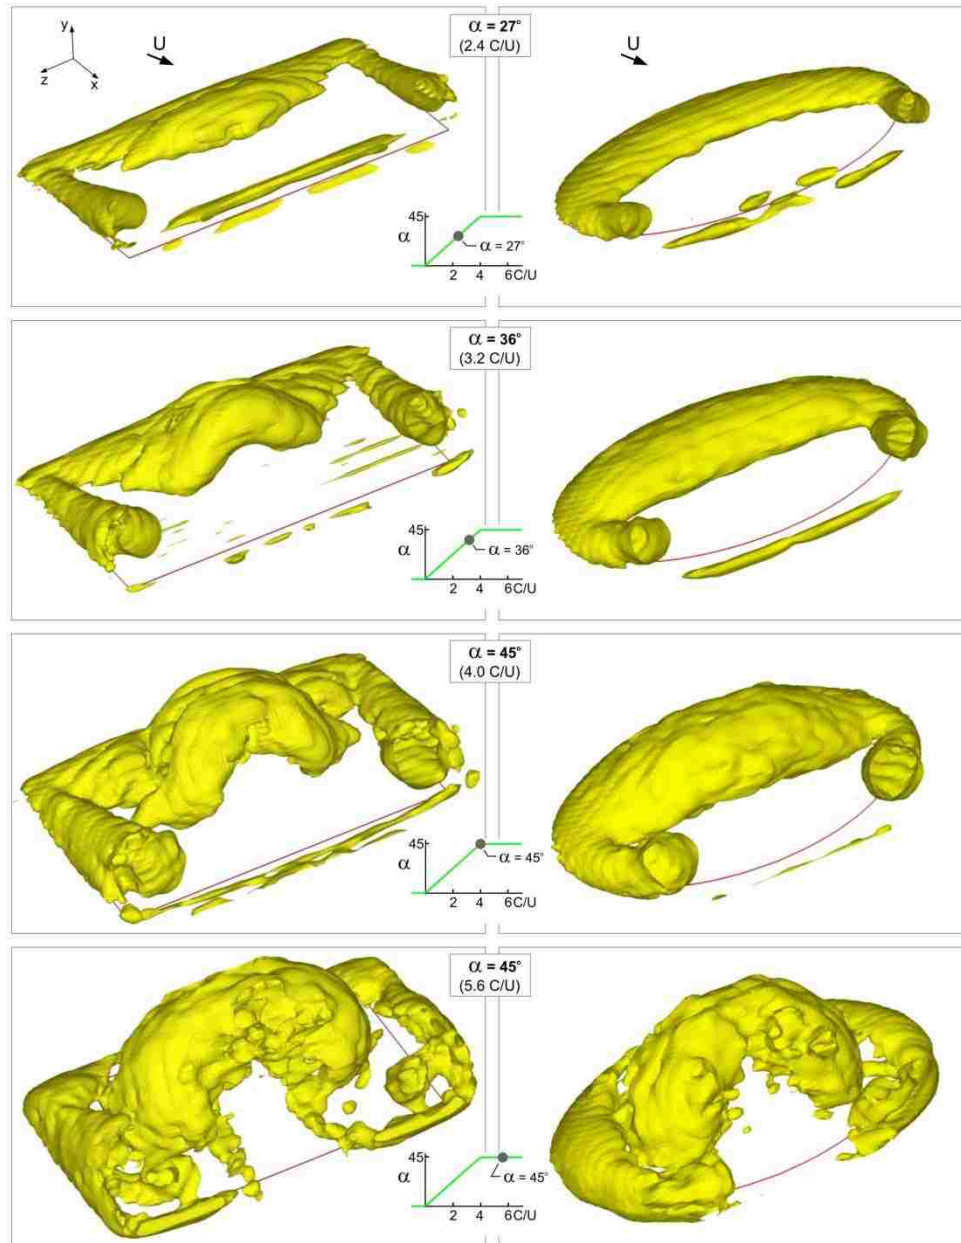 α = 27°
(2.4 C/U)
y
z
x
U
U
45
α
α = 27°
2 4 6C/U
α = 36°
(3.2 C/U)
45
α
α = 36°
2 4 6C/U
α = 45°
(4.0 C/U)
45
α
α = 45°
2 4 6C/U
α = 45°
(5.6 C/U)
45
α
α = 45°
2 4 6C/U